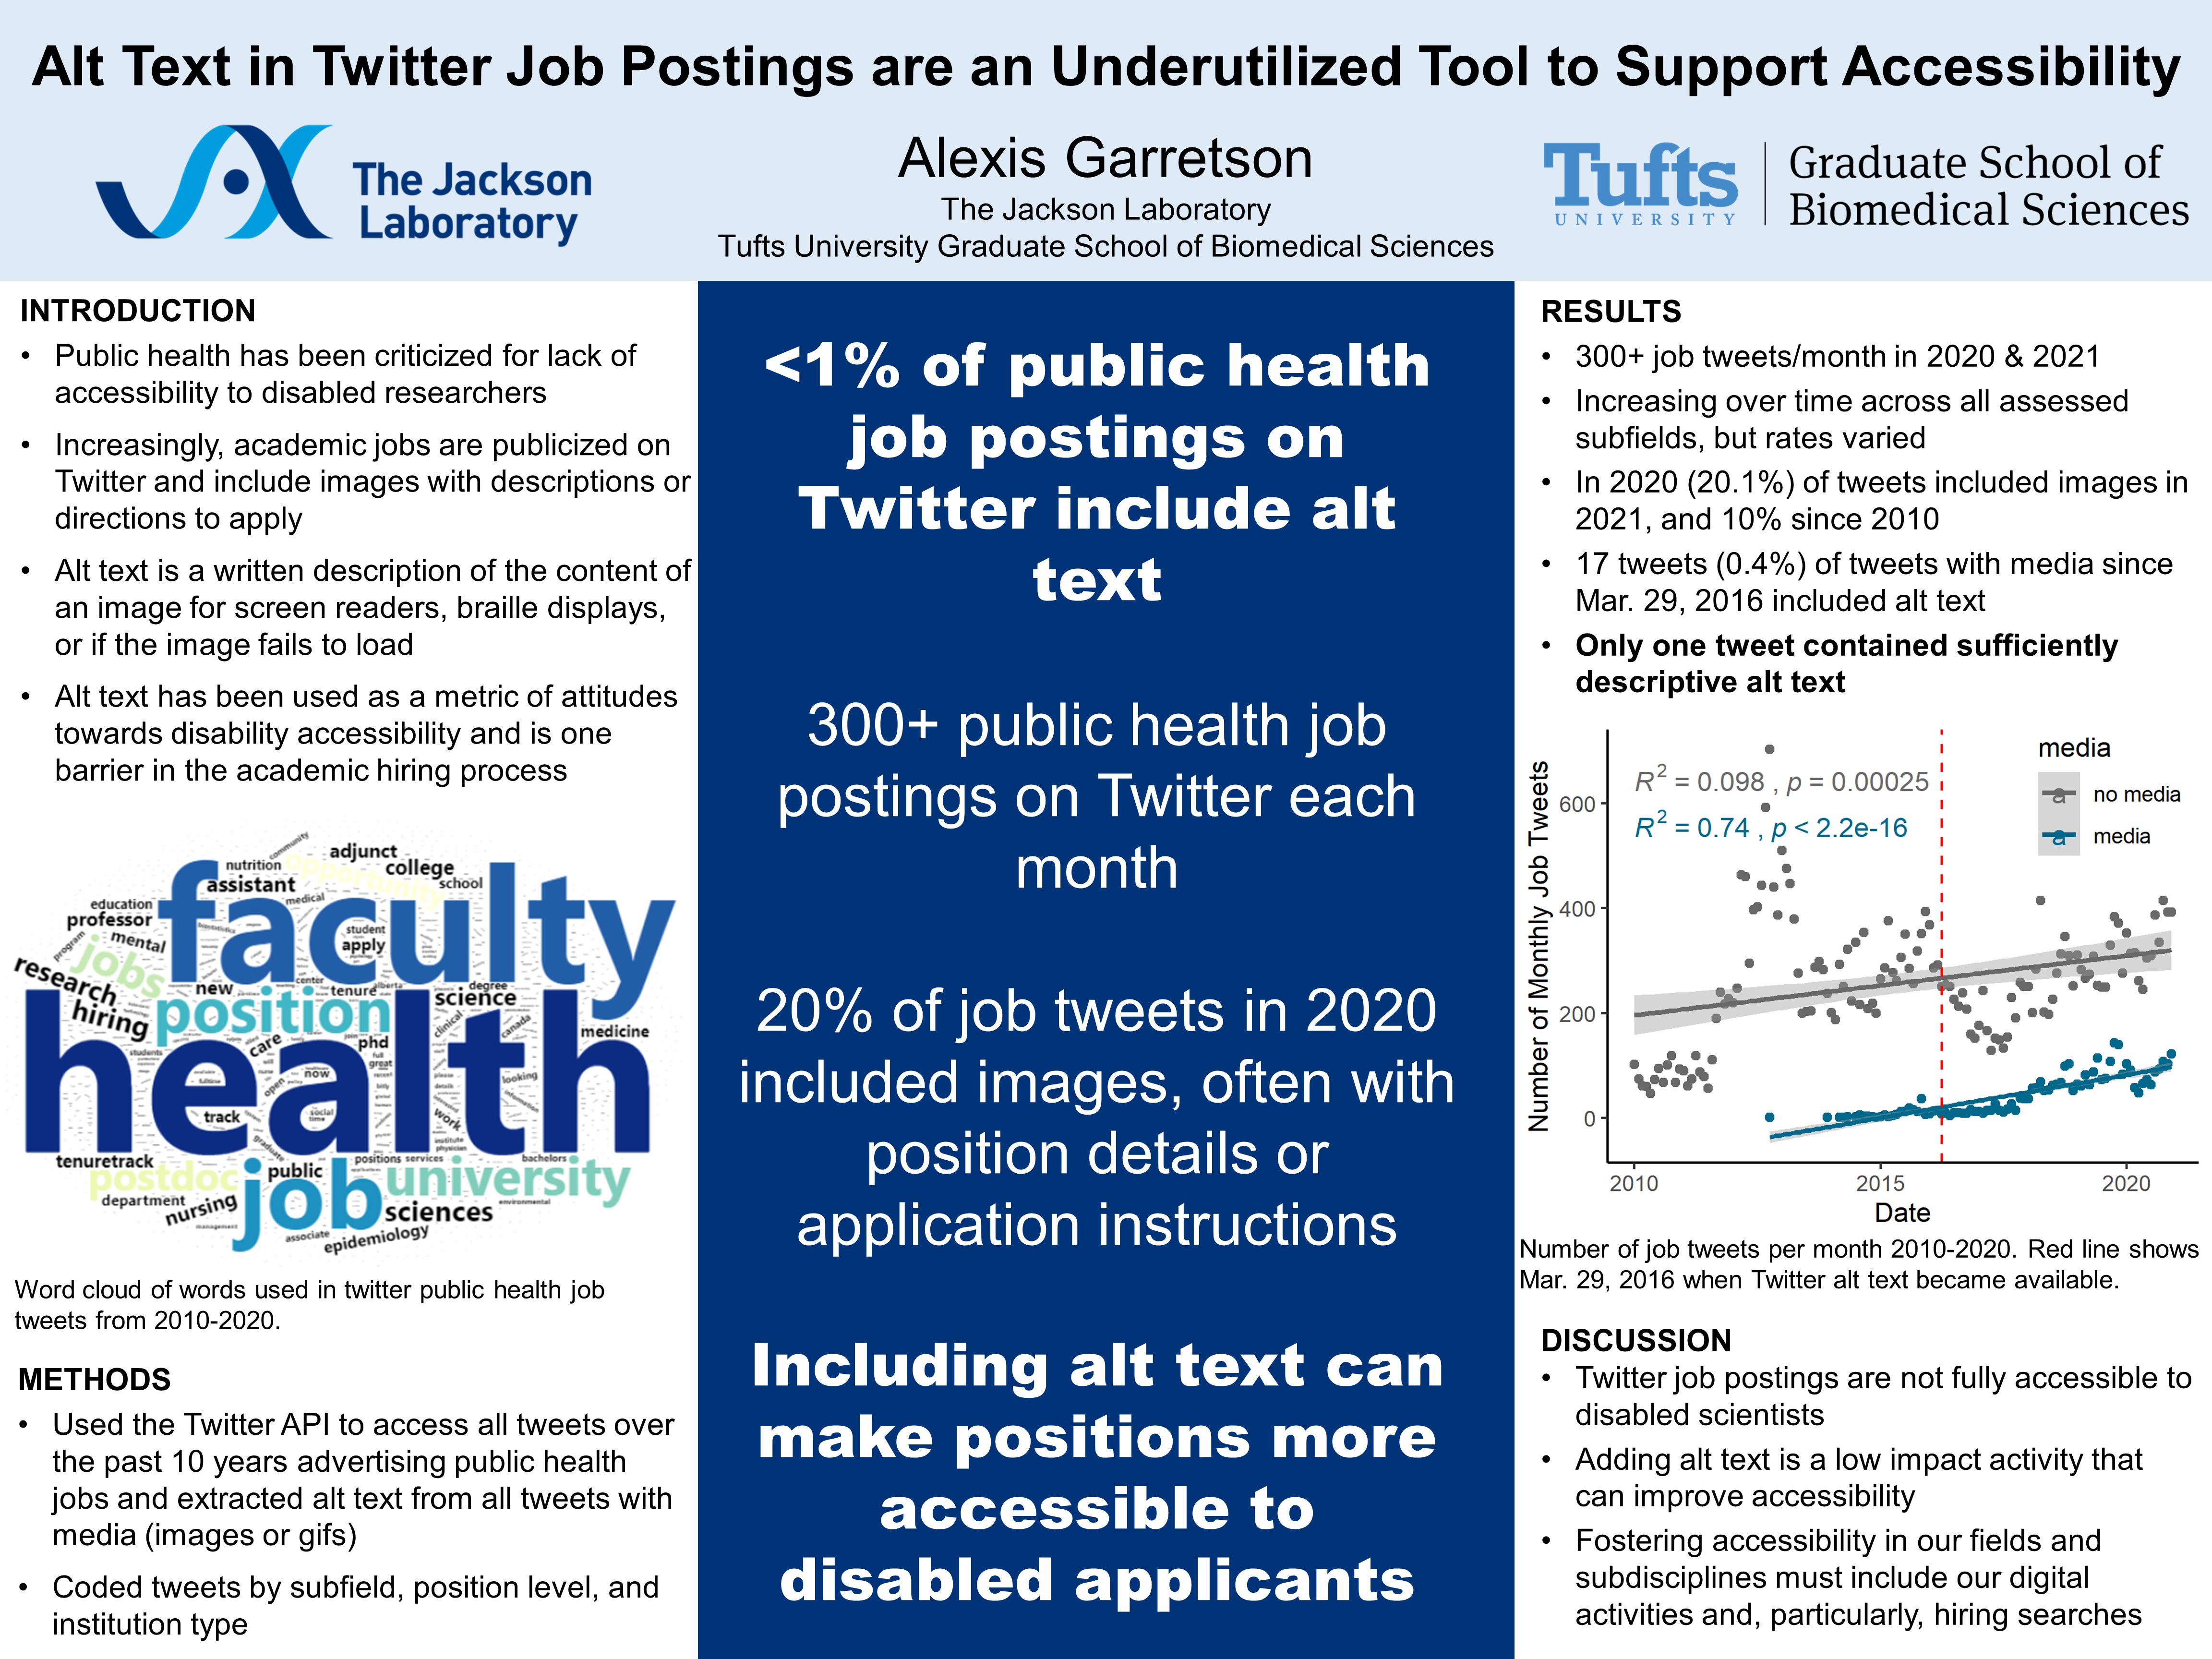 Alt Text in Twitter Job Postings are an Underutilized Tool to Support Accessibility
The Jackson
Laboratory
Alexis Garretson
The Jackson Laboratory
Tufts University Graduate School of Biomedical Sciences
Tufts
UNIVERSITY
Graduate School of
Biomedical Sciences
INTRODUCTION
• Public health has been criticized for lack of
accessibility to disabled researchers
• Increasingly, academic jobs are publicized on
Twitter and include images with descriptions or
directions to apply
• Alt text is a written description of the content of
an image for screen readers, braille displays,
or if the image fails to load
• Alt text has been used as a metric of attitudes
towards disability accessibility and is one
barrier in the academic hiring process
community
adjunct
nutrition
opportunity
college
assistant
school
medical
faculty
education
professor
student
apply
program
mental
jobs
research
new
center
tenure
alberta
degree
science
hiring
position
clinical
canada
medicine
health
students
care
phd
full
great
now
open
looking
information
track
social
time
work
institute
physician
graduate
tenuretrack
positions
services
bachelors
postdoc
public
job
university
department
nursing
sciences
environmental
management
associate
epidemiology
Word cloud of words used in twitter public health job
tweets from 2010-2020.
METHODS
• Used the Twitter API to access all tweets over
the past 10 years advertising public health
jobs and extracted alt text from all tweets with
media (images or gifs)
• Coded tweets by subfield, position level, and
institution type
<1% of public health
job postings on
Twitter include alt
text
300+ public health job
postings on Twitter each
month
20% of job tweets in 2020
included images, often with
position details or
application instructions
Including alt text can
make positions more
accessible to
disabled applicants
RESULTS
• 300+ job tweets/month in 2020 & 2021
• Increasing over time across all assessed
subfields, but rates varied
• In 2020 (20.1%) of tweets included images in
2021, and 10% since 2010
• 17 tweets (0.4%) of tweets with media since
Mar. 29, 2016 included alt text
• Only one tweet contained sufficiently
descriptive alt text
Number of Monthly Job Tweets
600
400
200
0
R² = 0.098 , p = 0.00025
R² = 0.74 , p < 2.2e-16
media
a no media
a media
2010 2015 2020
Date
Number of job tweets per month 2010-2020. Red line shows
Mar. 29, 2016 when Twitter alt text became available.
DISCUSSION
• Twitter job postings are not fully accessible to
disabled scientists
• Adding alt text is a low impact activity that
can improve accessibility
• Fostering accessibility in our fields and
subdisciplines must include our digital
activities and, particularly, hiring searches